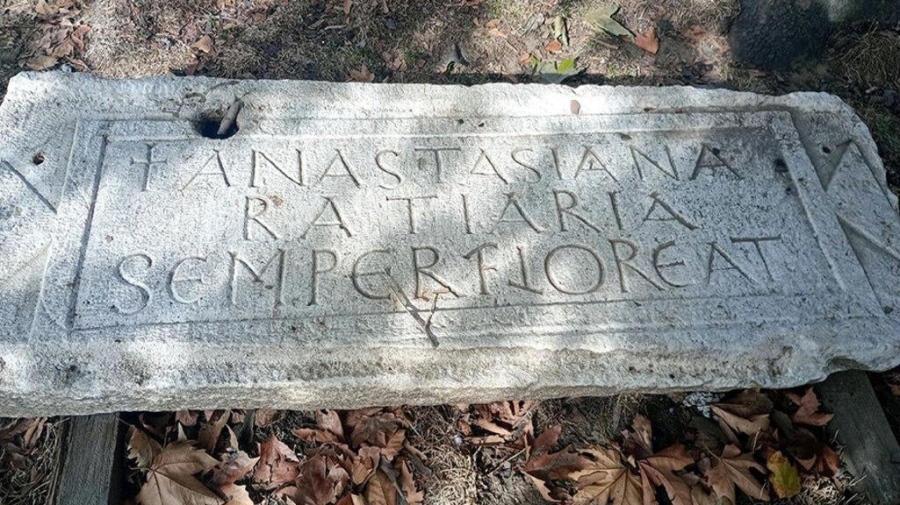 † ANASTASIANA
RATIARIA
SEMPER FLOREAT